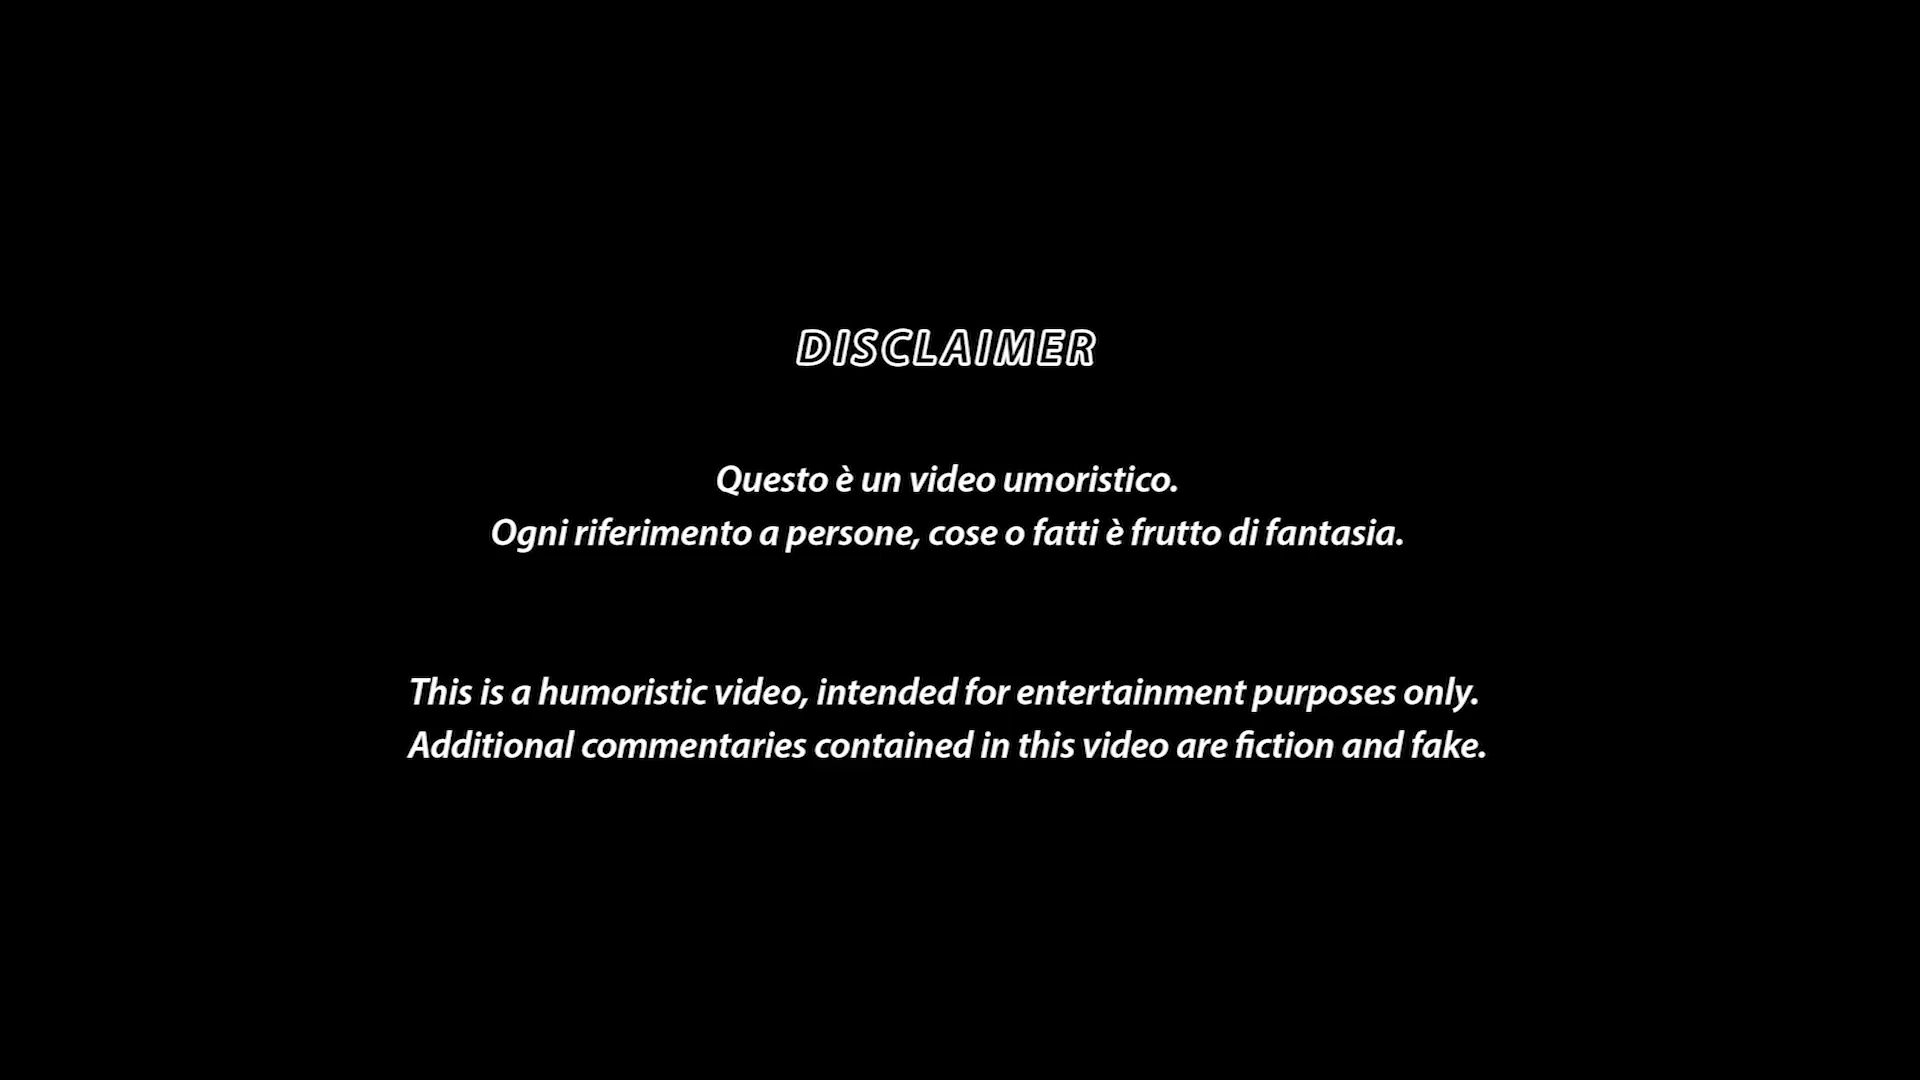 DISCLAIMER
Questo è un video umoristico.
Ogni riferimento a persone, cose o fatti è frutto di fantasia.
This is a humoristic video, intended for entertainment purposes only.
Additional commentaries contained in this video are fiction and fake.